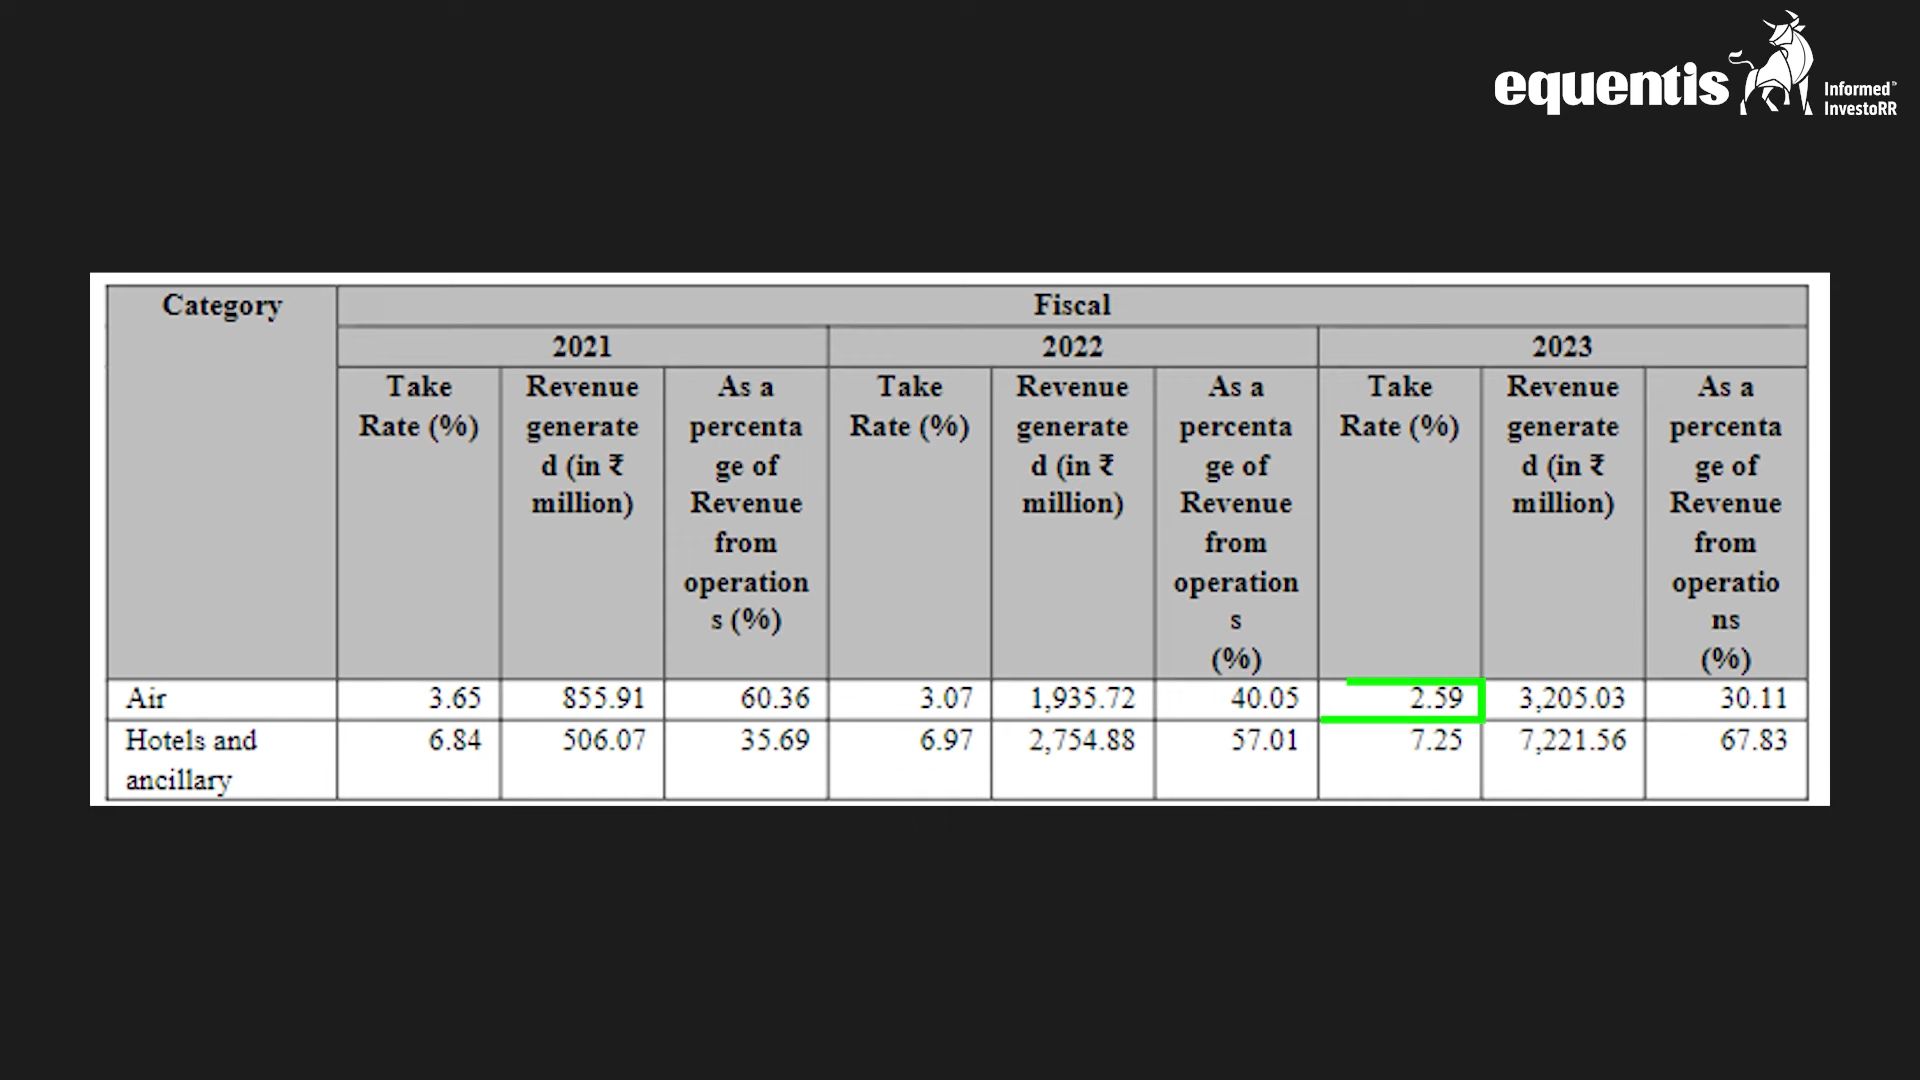 equentis
Informed
InvestoRR
Category
Fiscal
2021 2022 2023
Take Rate (%)
Revenue generate d (in ₹ million)
As a percenta ge of Revenue from operation s (%)
Take Rate (%)
Revenue generate d (in ₹ million)
As a percenta ge of Revenue from operation s (%)
Take Rate (%)
Revenue generate d (in ₹ million)
As a percenta ge of Revenue from operatio ns (%)
Air 3.65 855.91 60.36 3.07 1,935.72 40.05 2.59 3,205.03 30.11
Hotels and 6.84 506.07 35.69 6.97 2,754.88 57.01 7.25 7,221.56 67.83
ancillary